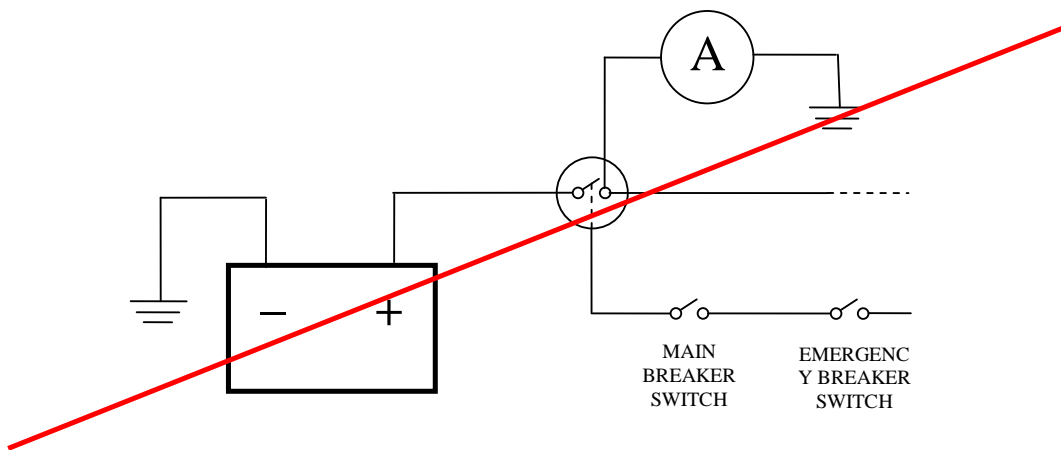 A
− +
MAIN
BREAKER
SWITCH
EMERGENC
Y BREAKER
SWITCH